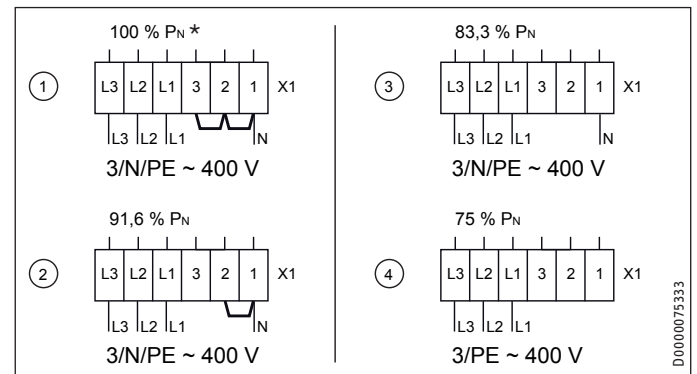 100 % PN *
1
L3 L2 L1 3 2 1 X1
L3 L2 L1 N
3/N/PE ~ 400 V
91,6 % PN
2
L3 L2 L1 3 2 1 X1
L3 L2 L1 N
3/N/PE ~ 400 V
83,3 % PN
3
L3 L2 L1 3 2 1 X1
L3 L2 L1 N
3/N/PE ~ 400 V
75 % PN
4
L3 L2 L1 3 2 1 X1
L3 L2 L1
3/PE ~ 400 V
D0000075333